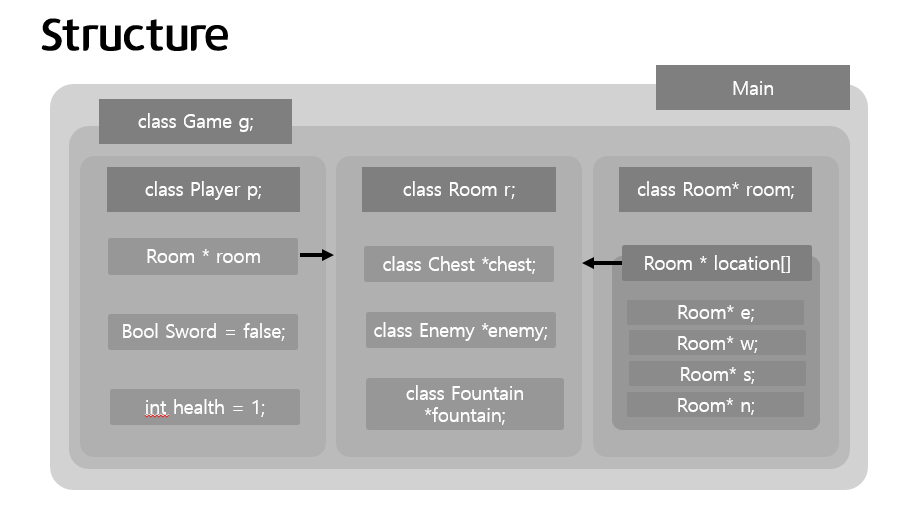 Structure
Main
class Game g;
class Player p;
Room * room
Bool Sword = false;
int health = 1;
class Room r;
class Chest *chest;
class Enemy *enemy;
class Fountain
*fountain;
class Room* room;
Room * location[]
Room* e;
Room* w;
Room* s;
Room* n;